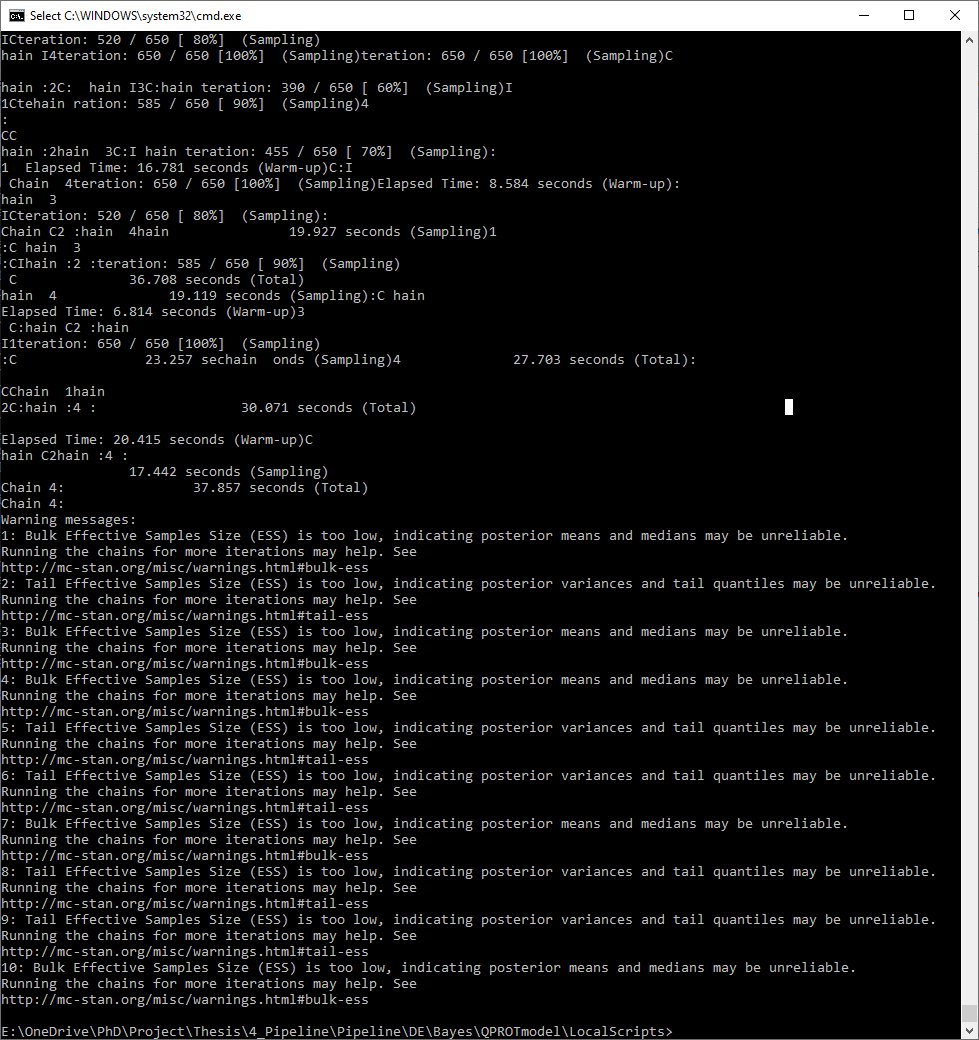 Select C:\WINDOWS\system32\cmd.exe
ICteration: 520 / 650 [ 80%]  (Sampling)
hain I4teration: 650 / 650 [100%]  (Sampling)teration: 650 / 650 [100%]  (Sampling)C
hain :2C:  hain I3C:hain teration: 390 / 650 [ 60%]  (Sampling)I
1Ctehain ration: 585 / 650 [ 90%]  (Sampling)4
:
CC
hain :2hain  3C:I hain teration: 455 / 650 [ 70%]  (Sampling):
1  Elapsed Time: 16.781 seconds (Warm-up)C:I
 Chain  4teration: 650 / 650 [100%]  (Sampling)Elapsed Time: 8.584 seconds (Warm-up):
hain  3
ICteration: 520 / 650 [ 80%]  (Sampling):
Chain C2 :hain  4hain               19.927 seconds (Sampling)1
:C hain  3
:CIhain :2 :teration: 585 / 650 [ 90%]  (Sampling)
 C              36.708 seconds (Total)
hain  4              19.119 seconds (Sampling):C hain
Elapsed Time: 6.814 seconds (Warm-up)3
 C:hain C2 :hain
I1teration: 650 / 650 [100%]  (Sampling)
:C                23.257 sechain  onds (Sampling)4              27.703 seconds (Total):
CChain  1hain
2C:hain :4 :                  30.071 seconds (Total)
Elapsed Time: 20.415 seconds (Warm-up)C
hain C2hain :4 :
                17.442 seconds (Sampling)
Chain 4:                37.857 seconds (Total)
Chain 4:
Warning messages:
1: Bulk Effective Samples Size (ESS) is too low, indicating posterior means and medians may be unreliable.
Running the chains for more iterations may help. See
http://mc-stan.org/misc/warnings.html#bulk-ess
2: Tail Effective Samples Size (ESS) is too low, indicating posterior variances and tail quantiles may be unreliable.
Running the chains for more iterations may help. See
http://mc-stan.org/misc/warnings.html#tail-ess
3: Bulk Effective Samples Size (ESS) is too low, indicating posterior means and medians may be unreliable.
Running the chains for more iterations may help. See
http://mc-stan.org/misc/warnings.html#bulk-ess
4: Bulk Effective Samples Size (ESS) is too low, indicating posterior means and medians may be unreliable.
Running the chains for more iterations may help. See
http://mc-stan.org/misc/warnings.html#bulk-ess
5: Tail Effective Samples Size (ESS) is too low, indicating posterior variances and tail quantiles may be unreliable.
Running the chains for more iterations may help. See
http://mc-stan.org/misc/warnings.html#tail-ess
6: Tail Effective Samples Size (ESS) is too low, indicating posterior variances and tail quantiles may be unreliable.
Running the chains for more iterations may help. See
http://mc-stan.org/misc/warnings.html#tail-ess
7: Bulk Effective Samples Size (ESS) is too low, indicating posterior means and medians may be unreliable.
Running the chains for more iterations may help. See
http://mc-stan.org/misc/warnings.html#bulk-ess
8: Tail Effective Samples Size (ESS) is too low, indicating posterior variances and tail quantiles may be unreliable.
Running the chains for more iterations may help. See
http://mc-stan.org/misc/warnings.html#tail-ess
9: Tail Effective Samples Size (ESS) is too low, indicating posterior variances and tail quantiles may be unreliable.
Running the chains for more iterations may help. See
http://mc-stan.org/misc/warnings.html#tail-ess
10: Bulk Effective Samples Size (ESS) is too low, indicating posterior means and medians may be unreliable.
Running the chains for more iterations may help. See
http://mc-stan.org/misc/warnings.html#bulk-ess
E:\OneDrive\PhD\Project\Thesis\4_Pipeline\Pipeline\DE\Bayes\QPROTmodel\LocalScripts>